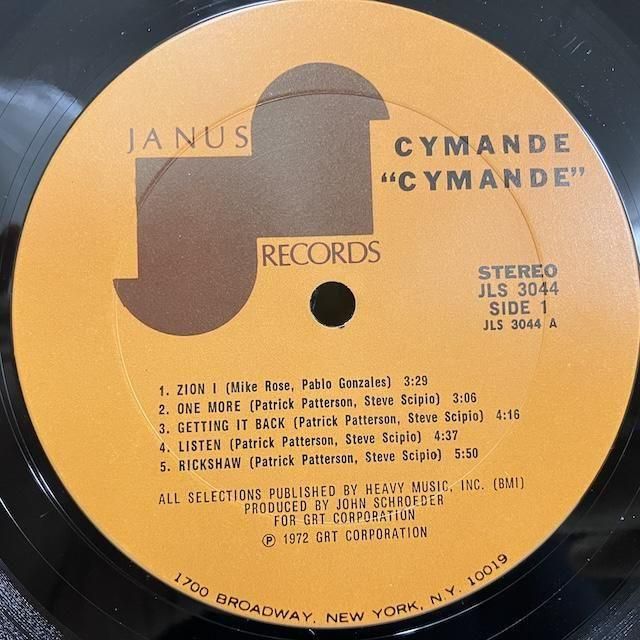 JANUS
RECORDS
CYMANDE
"CYMANDE"
STEREO
JLS 3044
SIDE 1
JLS 3044 A
1. ZION I (Mike Rose, Pablo Gonzales) 3:29
2. ONE MORE (Patrick Patterson, Steve Scipio) 3:06
3. GETTING IT BACK (Patrick Patterson, Steve Scipio) 4:16
4. LISTEN (Patrick Patterson, Steve Scipio) 4:37
5. RICKSHAW (Patrick Patterson, Steve Scipio) 5:50
ALL SELECTIONS PUBLISHED BY HEAVY MUSIC, INC. (BMI)
PRODUCED BY JOHN SCHROEDER
FOR GRT CORPORATION
℗ 1972 GRT CORPORATION
1700 BROADWAY, NEW YORK, N.Y. 10019